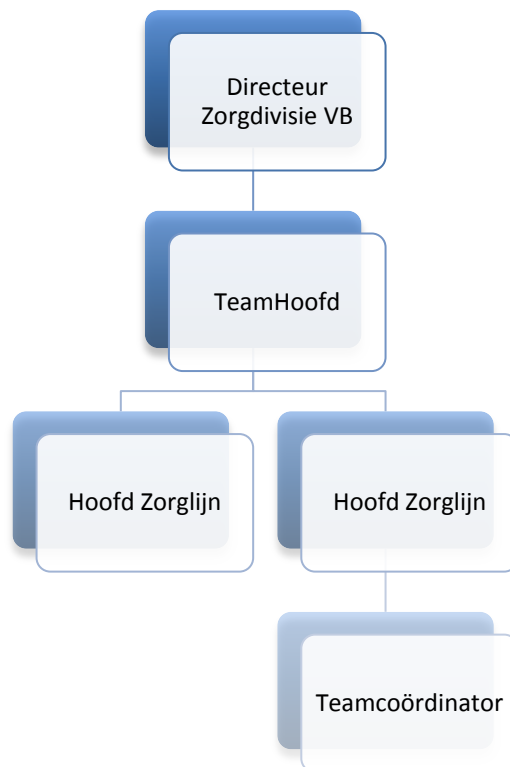 Directeur
Zorgdivisie VB
TeamHoofd
Hoofd Zorglijn
Hoofd Zorglijn
Teamcoördinator